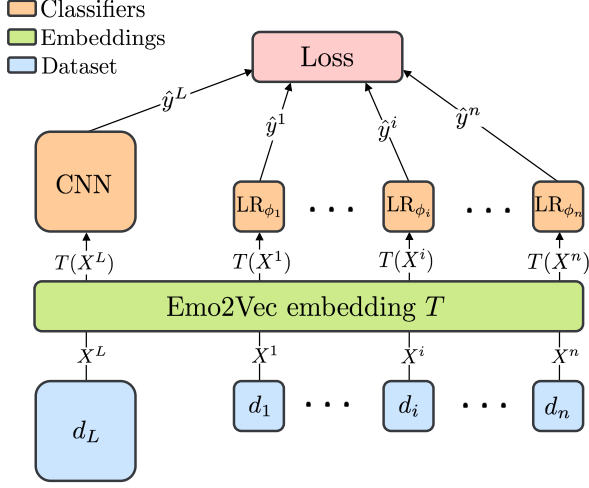 Classifiers
Embeddings
Dataset
Loss
ŷ^L ŷ^1 ŷ^i ŷ^n
CNN LR_{ϕ_1} ... LR_{ϕ_i} ... LR_{ϕ_n}
T(X^L) T(X^1) T(X^i) T(X^n)
Emo2Vec embedding T
X^L X^1 X^i X^n
d_L d_1 ... d_i ... d_n